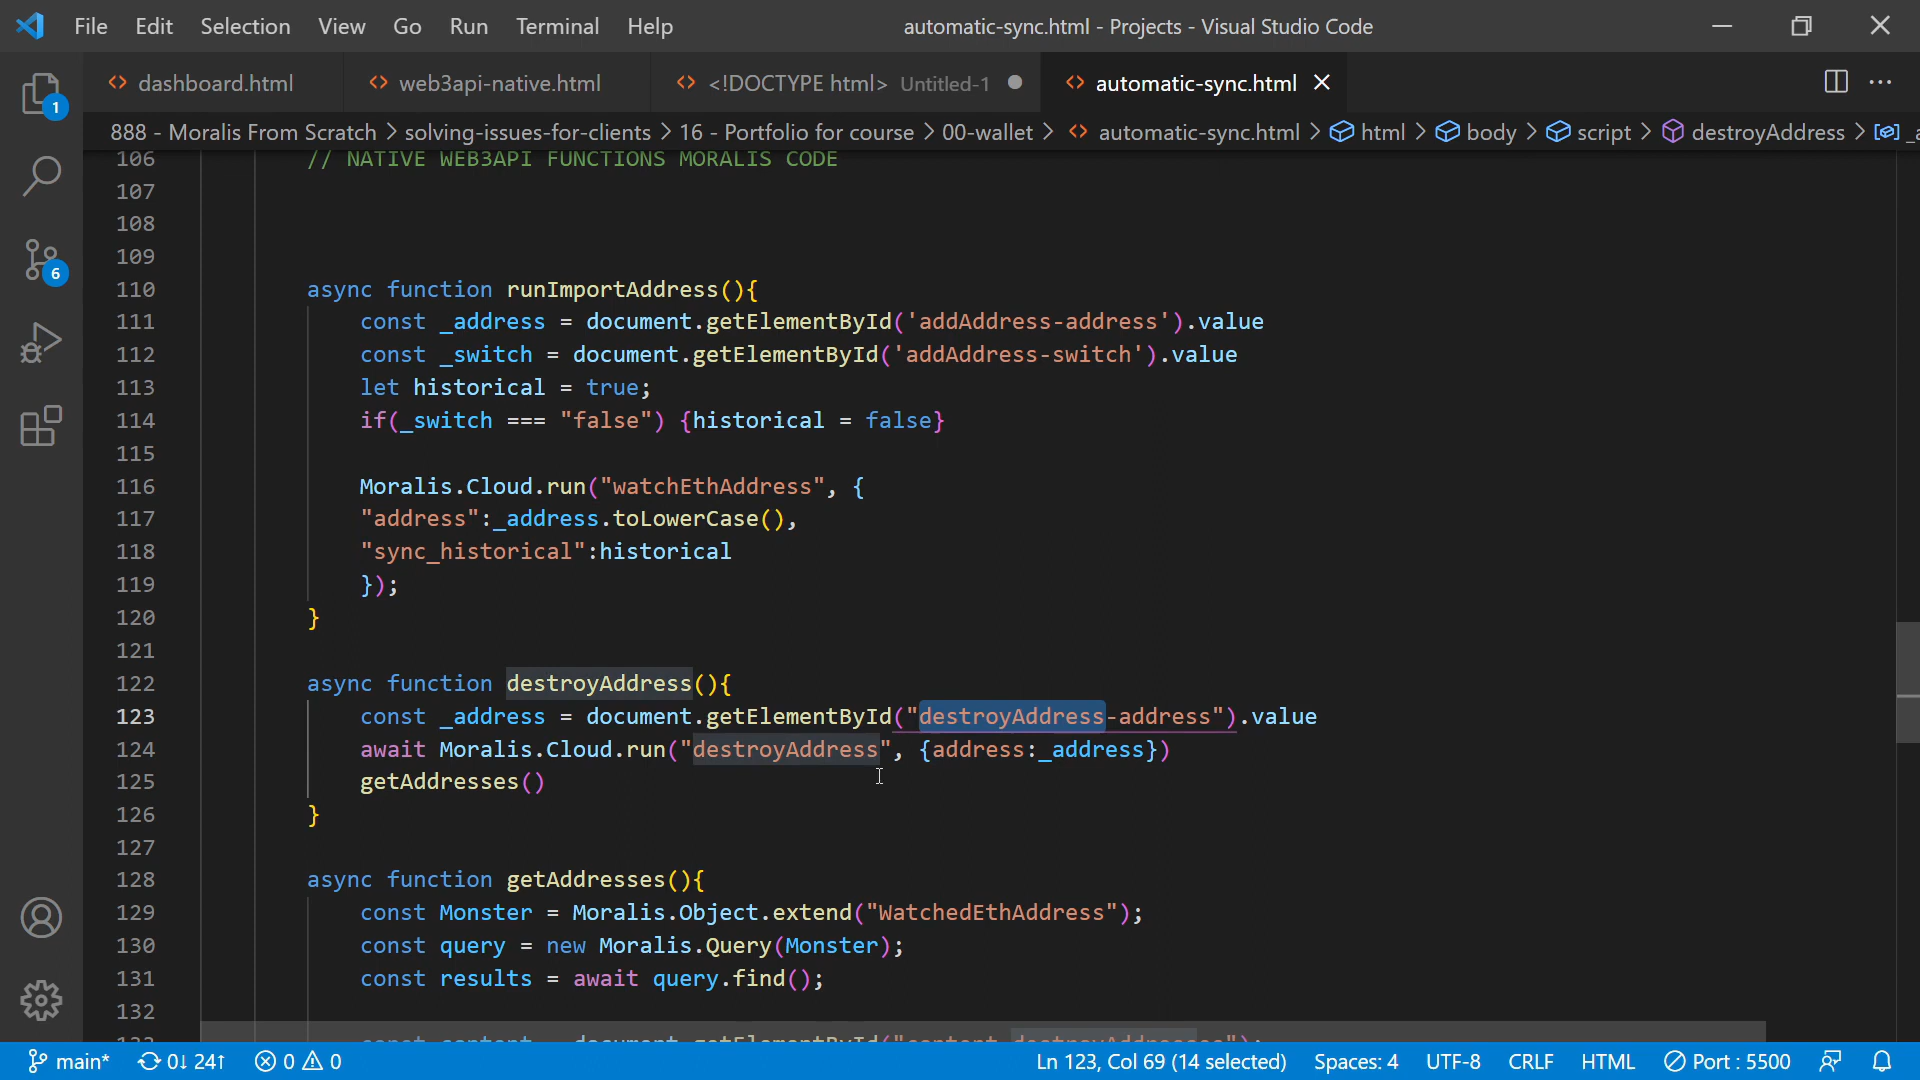 File Edit Selection View Go Run Terminal Help automatic-sync.html - Projects - Visual Studio Code
dashboard.html web3api-native.html <!DOCTYPE html> Untitled-1 automatic-sync.html
888 - Moralis From Scratch > solving-issues-for-clients > 16 - Portfolio for course > 00-wallet > automatic-sync.html > html > body > script > destroyAddress >
1
6
106 // NATIVE WEB3API FUNCTIONS MORALIS CODE
107
108
109
110 async function runImportAddress(){
111 const _address = document.getElementById('addAddress-address').value
112 const _switch = document.getElementById('addAddress-switch').value
113 let historical = true;
114 if(_switch === "false") {historical = false}
115
116 Moralis.Cloud.run("watchEthAddress", {
117 "address":_address.toLowerCase(),
118 "sync_historical":historical
119 });
120 }
121
122 async function destroyAddress(){
123 const _address = document.getElementById("destroyAddress-address").value
124 await Moralis.Cloud.run("destroyAddress", {address:_address})
125 getAddresses()
126 }
127
128 async function getAddresses(){
129 const Monster = Moralis.Object.extend("WatchedEthAddress");
130 const query = new Moralis.Query(Monster);
131 const results = await query.find();
132
main* 0↓ 24↑ 0 0 Ln 123, Col 69 (14 selected) Spaces: 4 UTF-8 CRLF HTML Port : 5500